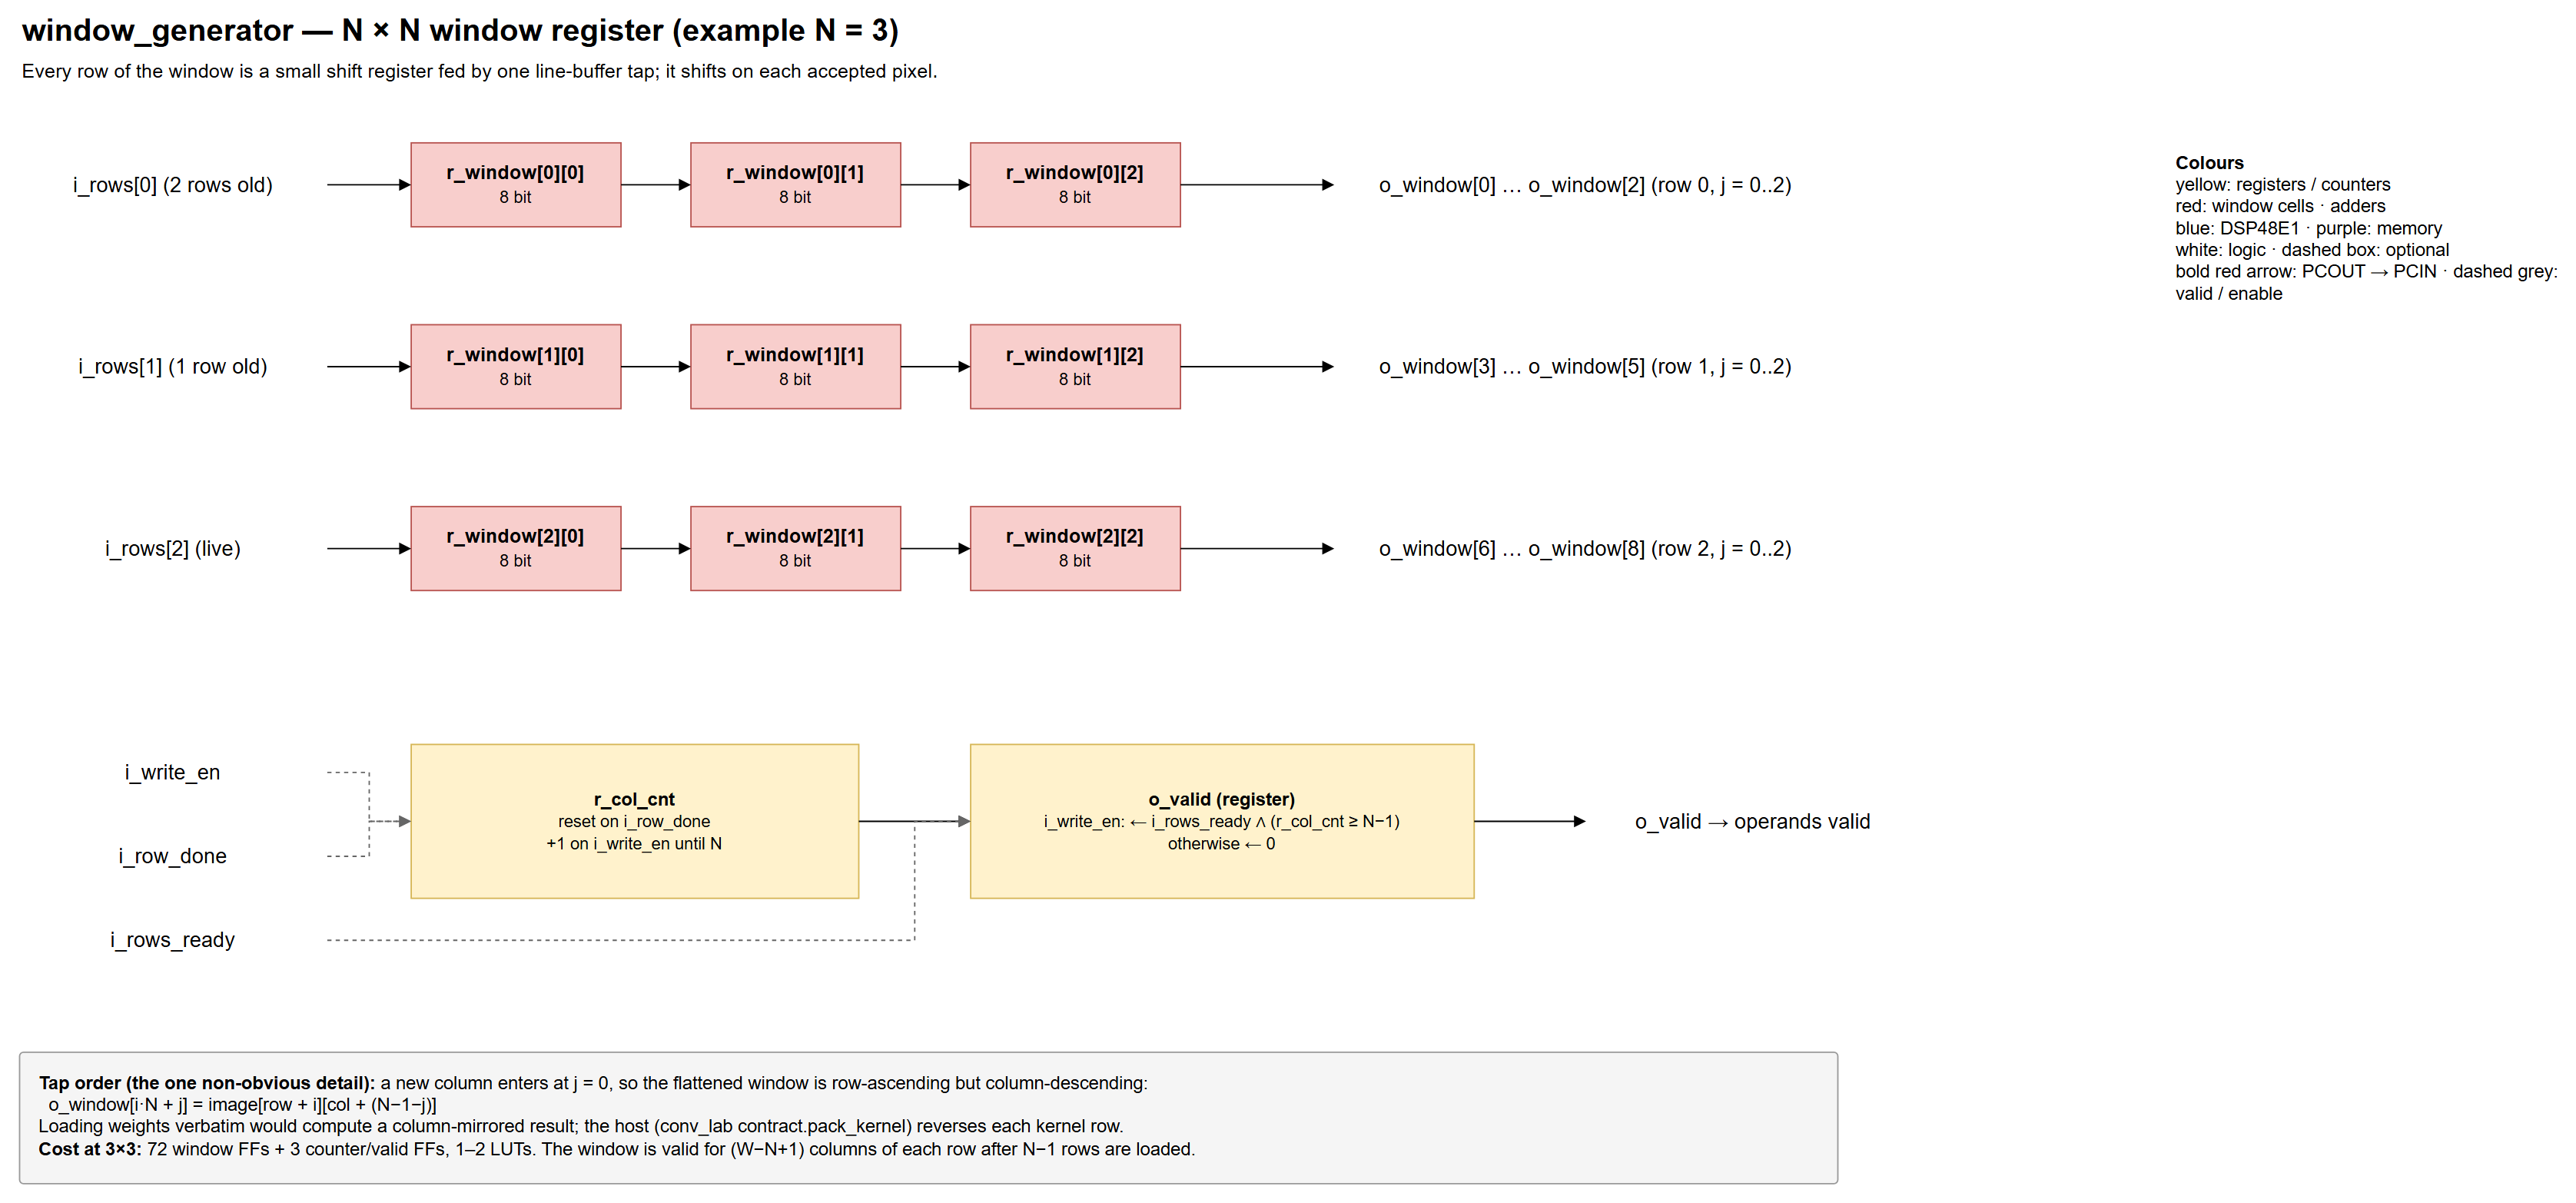 window_generator — N × N window register (example N = 3)
Every row of the window is a small shift register fed by one line-buffer tap; it shifts on each accepted pixel.
i_rows[0] (2 rows old)
r_window[0][0]
8 bit
r_window[0][1]
8 bit
r_window[0][2]
8 bit
o_window[0] … o_window[2] (row 0, j = 0..2)
Colours
yellow: registers / counters
red: window cells · adders
blue: DSP48E1 · purple: memory
white: logic · dashed box: optional
bold red arrow: PCOUT → PCIN · dashed grey:
valid / enable
i_rows[1] (1 row old)
r_window[1][0]
8 bit
r_window[1][1]
8 bit
r_window[1][2]
8 bit
o_window[3] … o_window[5] (row 1, j = 0..2)
i_rows[2] (live)
r_window[2][0]
8 bit
r_window[2][1]
8 bit
r_window[2][2]
8 bit
o_window[6] … o_window[8] (row 2, j = 0..2)
i_write_en
i_row_done
i_rows_ready
r_col_cnt
reset on i_row_done
+1 on i_write_en until N
o_valid (register)
i_write_en: ← i_rows_ready ∧ (r_col_cnt ≥ N−1)
otherwise ← 0
o_valid → operands valid
Tap order (the one non-obvious detail): a new column enters at j = 0, so the flattened window is row-ascending but column-descending:
o_window[i·N + j] = image[row + i][col + (N−1−j)]
Loading weights verbatim would compute a column-mirrored result; the host (conv_lab contract.pack_kernel) reverses each kernel row.
Cost at 3×3: 72 window FFs + 3 counter/valid FFs, 1–2 LUTs. The window is valid for (W−N+1) columns of each row after N−1 rows are loaded.